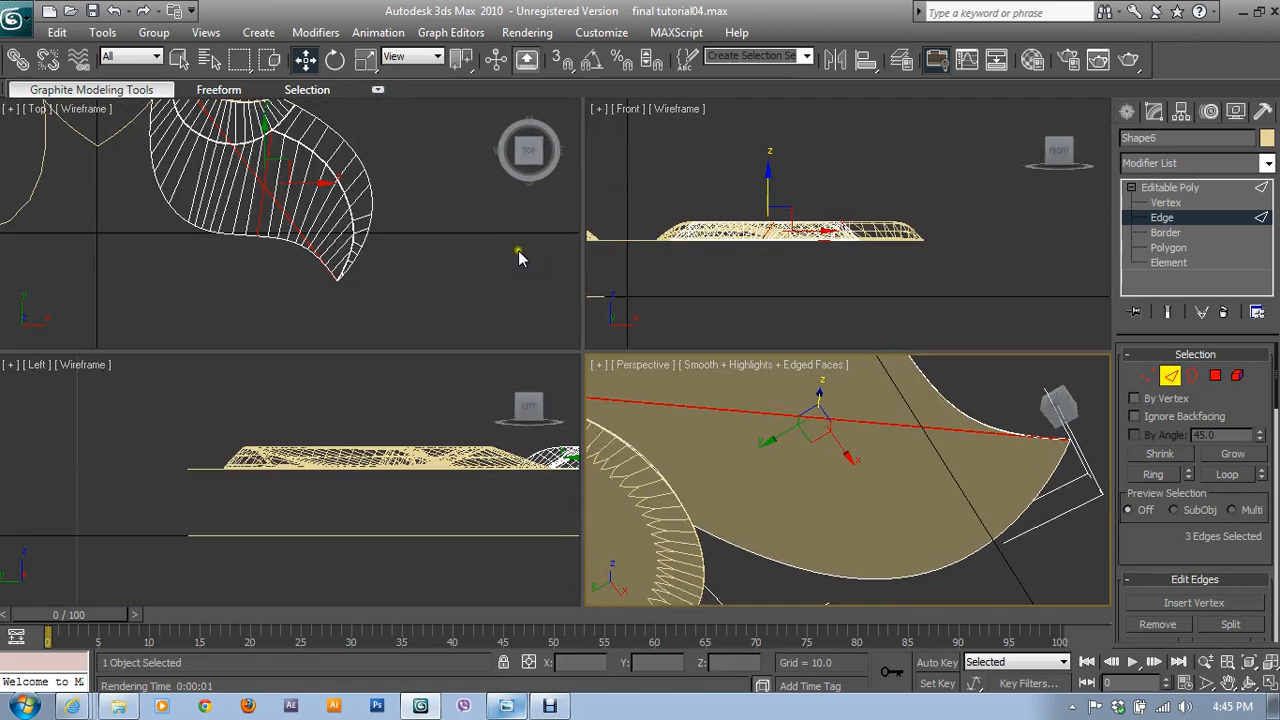 Autodesk 3ds Max 2010 - Unregistered Version final tutorial04.max
Type a keyword or phrase
Edit Tools Group Views Create Modifiers Animation Graph Editors Rendering Customize MAXScript Help
All View Create Selection Se
Graphite Modeling Tools Freeform Selection
[ + ] [ Top ] [ Wireframe ]
TOP
[ + ] [ Front ] [ Wireframe ]
FRONT
z
Shape6
Modifier List
Editable Poly
Vertex
Edge
Border
Polygon
Element
[ + ] [ Left ] [ Wireframe ]
LEFT
[ + ] [ Perspective ] [ Smooth + Highlights + Edged Faces ]
z
x
Selection
By Vertex
Ignore Backfacing
By Angle: 45.0
Shrink Grow
Ring Loop
Preview Selection
Off SubObj Multi
3 Edges Selected
Edit Edges
Insert Vertex
Remove Split
0 / 100
0 5 10 15 20 25 30 35 40 45 50 55 60 65 70 75 80 85 90 95 100
1 Object Selected X: Y: Z: Grid = 10.0 Auto Key Selected
Welcome to M Rendering Time 0:00:01 Add Time Tag Set Key Key Filters... 0
4:45 PM